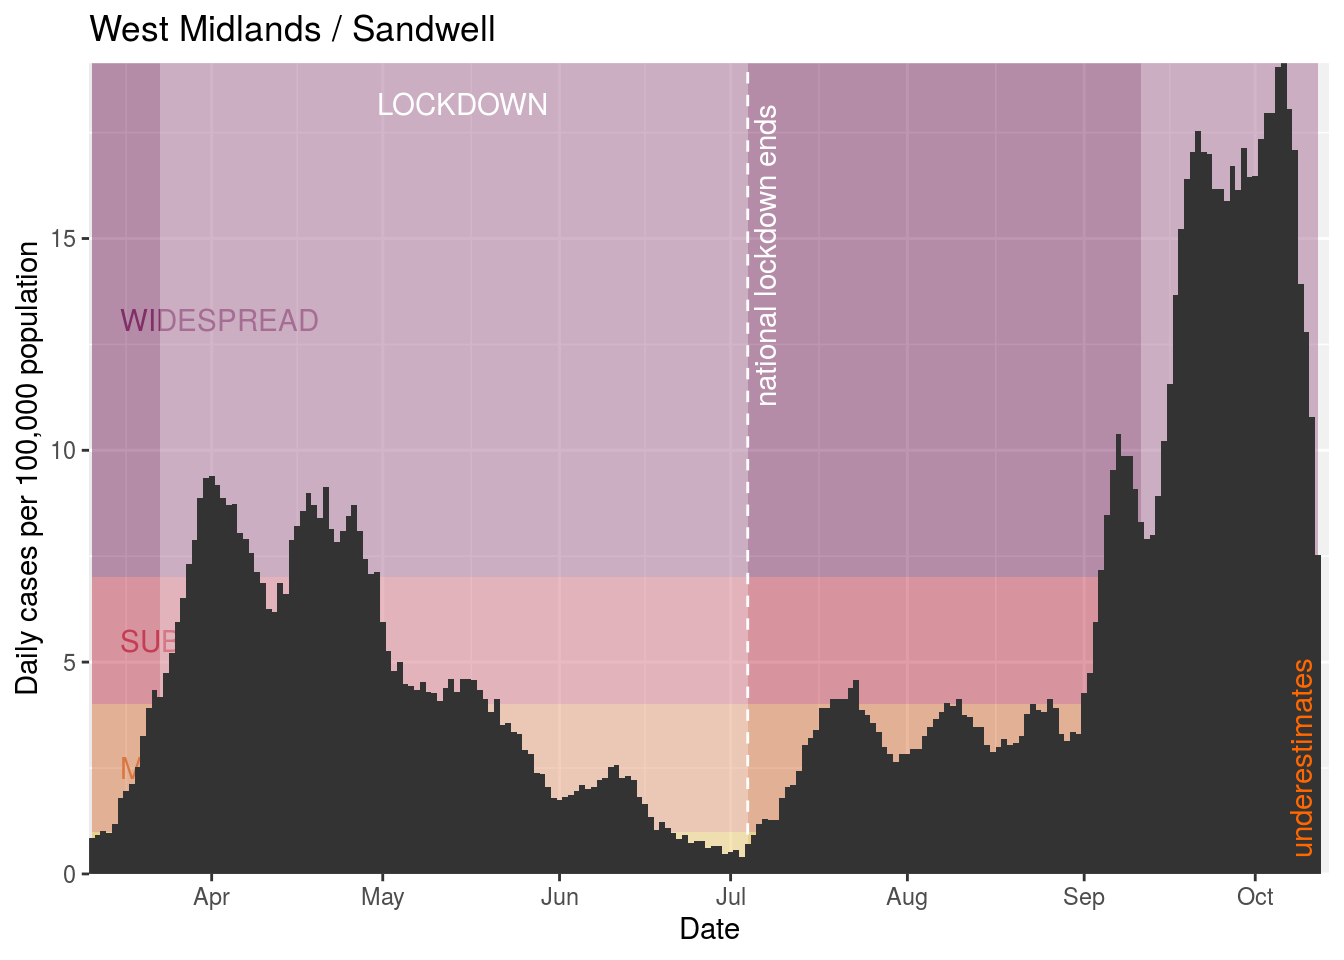 West Midlands / Sandwell
LOCKDOWN
national lockdown ends
WIDESPREAD
Daily cases per 100,000 population
15
10
5
0
underestimates
Apr
May
Jun
Jul
Aug
Sep
Oct
Date